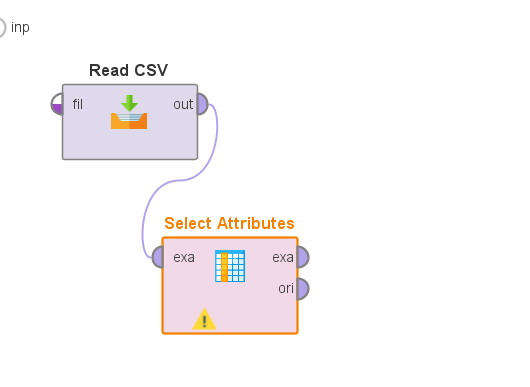 inp
Read CSV
fil out
Select Attributes
exa exa
ori